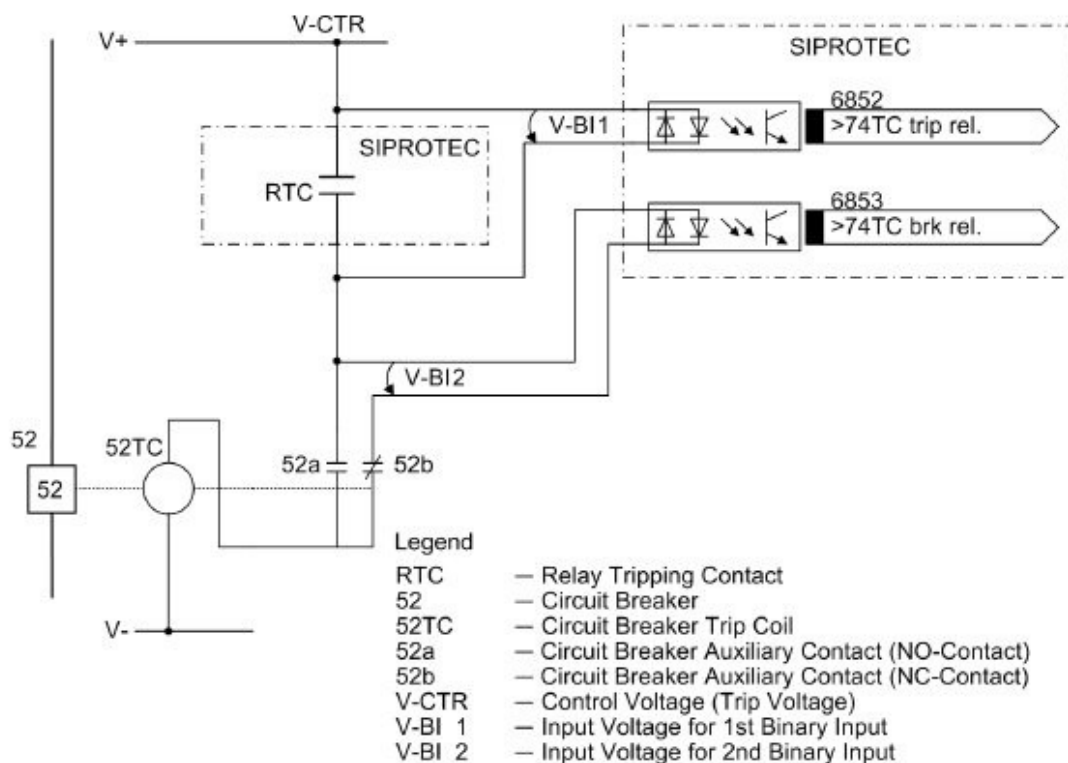 V-CTR
V+
SIPROTEC
6852
V-BI1
>74TC trip rel.
SIPROTEC
RTC
6853
>74TC brk rel.
V-BI2
52
52TC
52a
52b
52
Legend
RTC — Relay Tripping Contact
52 — Circuit Breaker
52TC — Circuit Breaker Trip Coil
V-
52a — Circuit Breaker Auxiliary Contact (NO-Contact)
52b — Circuit Breaker Auxiliary Contact (NC-Contact)
V-CTR — Control Voltage (Trip Voltage)
V-BI 1 — Input Voltage for 1st Binary Input
V-BI 2 — Input Voltage for 2nd Binary Input